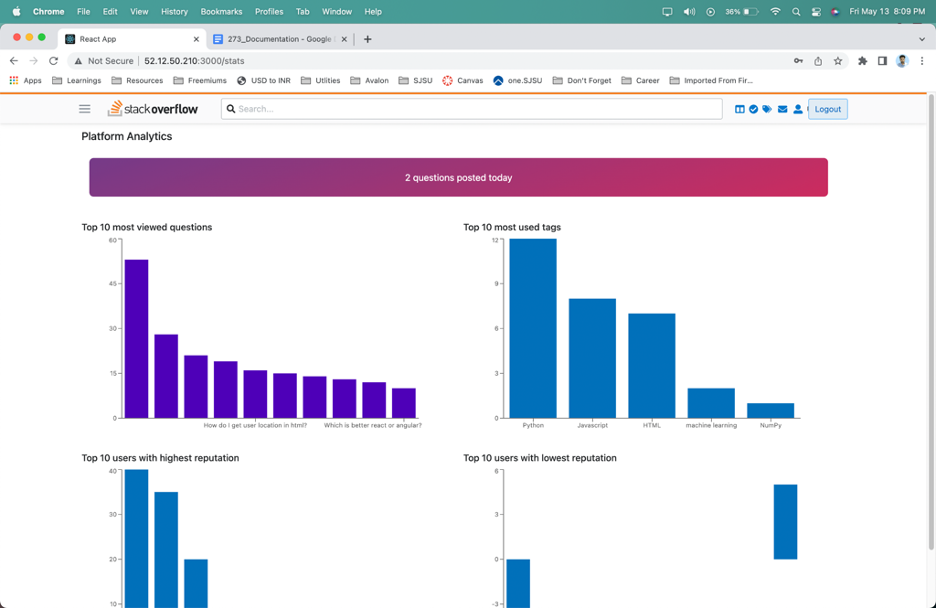 Chrome File Edit View History Bookmarks Profiles Tab Window Help 36% Fri May 13 8:09 PM
React App 273_Documentation - Google
Not Secure 52.12.50.210:3000/stats
Apps Learnings Resources Freemiums USD to INR Utlities Avalon SJSU Canvas one.SJSU Don't Forget Career Imported From Fir...
stackoverflow Search... Logout
Platform Analytics
2 questions posted today
Top 10 most viewed questions
60
45
30
15
0
How do I get user location in html? Which is better react or angular?
Top 10 most used tags
12
9
6
3
0
Python Javascript HTML machine learning NumPy
Top 10 users with highest reputation
40
30
20
10
Top 10 users with lowest reputation
6
3
0
-3